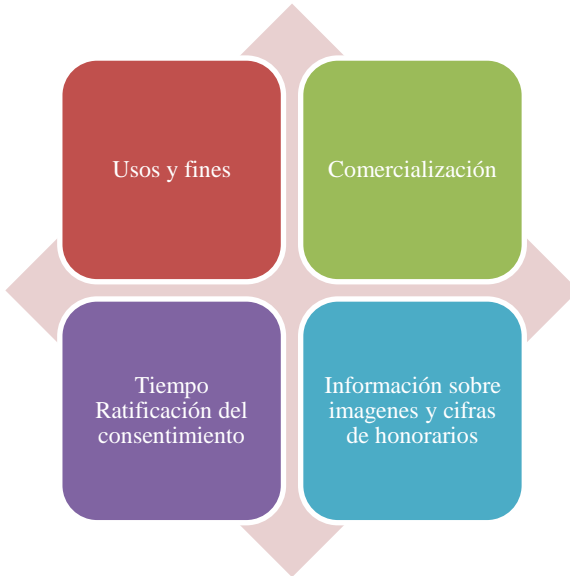 Usos y fines
Comercialización
Tiempo
Ratificación del
consentimiento
Información sobre
imagenes y cifras
de honorarios